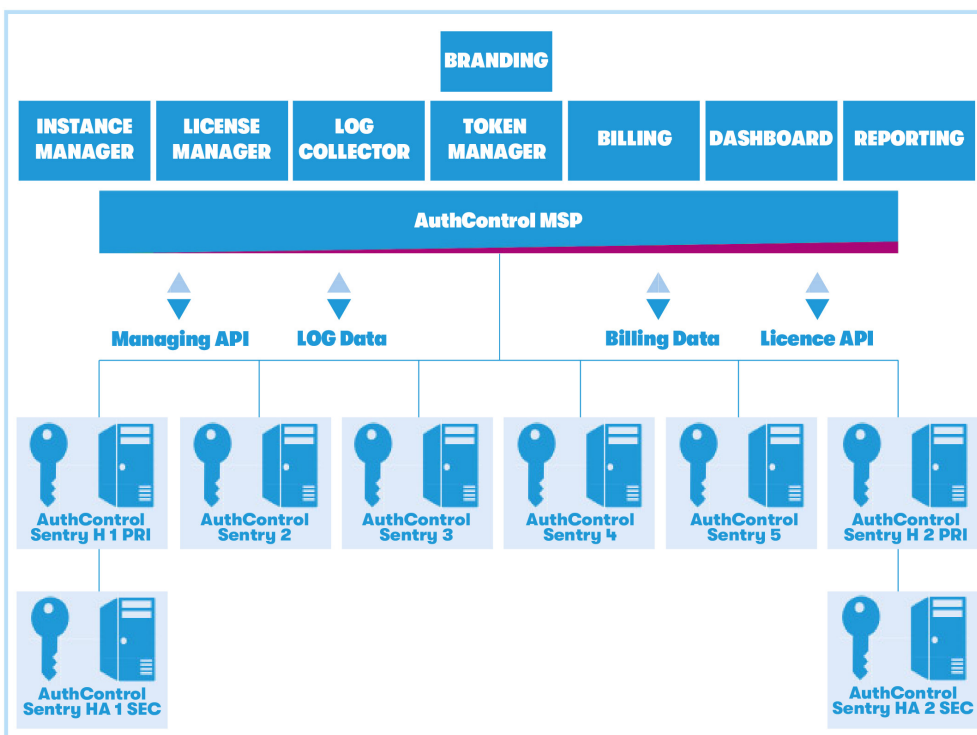 BRANDING
INSTANCE
MANAGER
LICENSE
MANAGER
LOG
COLLECTOR
TOKEN
MANAGER
BILLING
DASHBOARD
REPORTING
AuthControl MSP
Managing API
LOG Data
Billing Data
Licence API
AuthControl
Sentry H 1 PRI
AuthControl
Sentry 2
AuthControl
Sentry 3
AuthControl
Sentry 4
AuthControl
Sentry 5
AuthControl
Sentry H 2 PRI
AuthControl
Sentry HA 1 SEC
AuthControl
Sentry HA 2 SEC